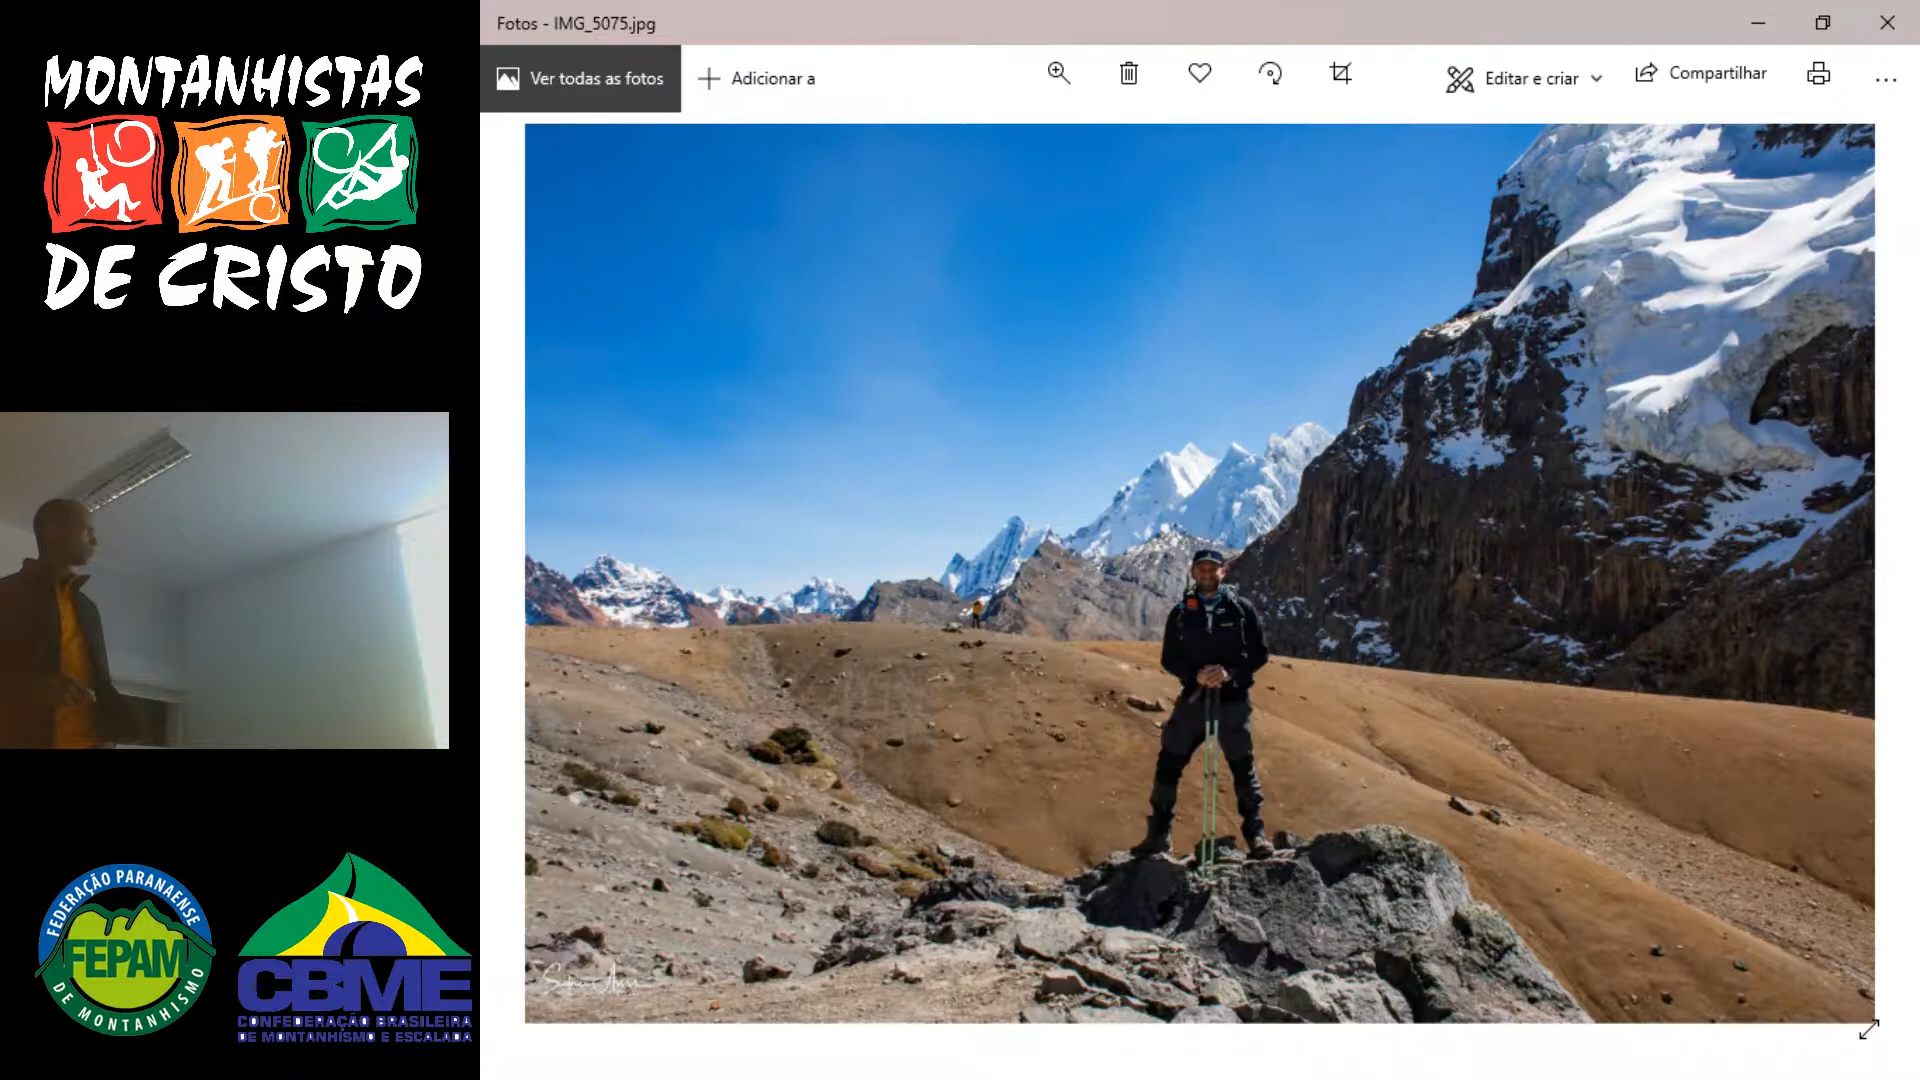 MONTANHISTAS
DE CRISTO
FEDERAÇÃO PARANAENSE
FEPAM
DE MONTANHISMO
CBME
CONFEDERAÇÃO BRASILEIRA
DE MONTANHISMO E ESCALADA
Fotos - IMG_5075.jpg
Ver todas as fotos
Adicionar a
Editar e criar
Compartilhar